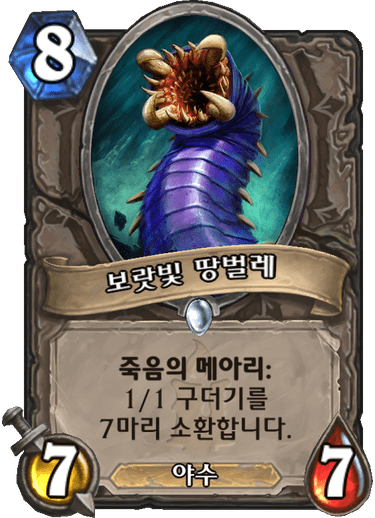 8
보랏빛 땅벌레
죽음의 메아리:
1/1 구더기를
7마리 소환합니다.
7
야수
7